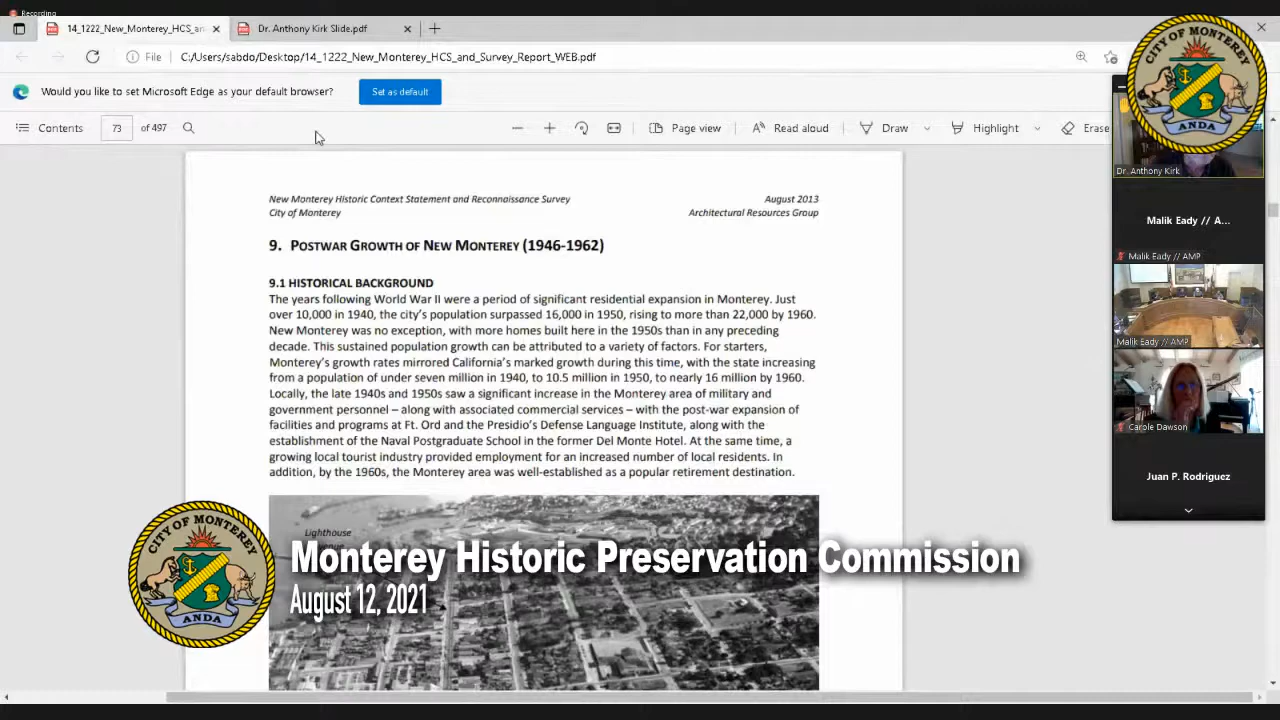 Recording
14_1222_New_Monterey_HCS_an
Dr. Anthony Kirk Slide.pdf
File
C:/Users/sabdo/Desktop/14_1222_New_Monterey_HCS_and_Survey_Report_WEB.pdf
Would you like to set Microsoft Edge as your default browser?
Set as default
Contents
73
of 497
Page view
Read aloud
Draw
Highlight
Erase
CITY OF MONTEREY
ANDA
New Monterey Historic Context Statement and Reconnaissance Survey
August 2013
City of Monterey
Architectural Resources Group
9. POSTWAR GROWTH OF NEW MONTEREY (1946-1962)
9.1 HISTORICAL BACKGROUND
The years following World War II were a period of significant residential expansion in Monterey. Just
over 10,000 in 1940, the city's population surpassed 16,000 in 1950, rising to more than 22,000 by 1960.
New Monterey was no exception, with more homes built here in the 1950s than in any preceding
decade. This sustained population growth can be attributed to a variety of factors. For starters,
Monterey's growth rates mirrored California's marked growth during this time, with the state increasing
from a population of under seven million in 1940, to 10.5 million in 1950, to nearly 16 million by 1960.
Locally, the late 1940s and 1950s saw a significant increase in the Monterey area of military and
government personnel – along with associated commercial services – with the post-war expansion of
facilities and programs at Ft. Ord and the Presidio's Defense Language Institute, along with the
establishment of the Naval Postgraduate School in the former Del Monte Hotel. At the same time, a
growing local tourist industry provided employment for an increased number of local residents. In
addition, by the 1960s, the Monterey area was well-established as a popular retirement destination.
Lighthouse
Dr. Anthony Kirk
Malik Eady // A...
Malik Eady // AMP
Malik Eady // AMP
Carole Dawson
Juan P. Rodriguez
CITY OF MONTEREY
ANDA
Monterey Historic Preservation Commission
August 12, 2021